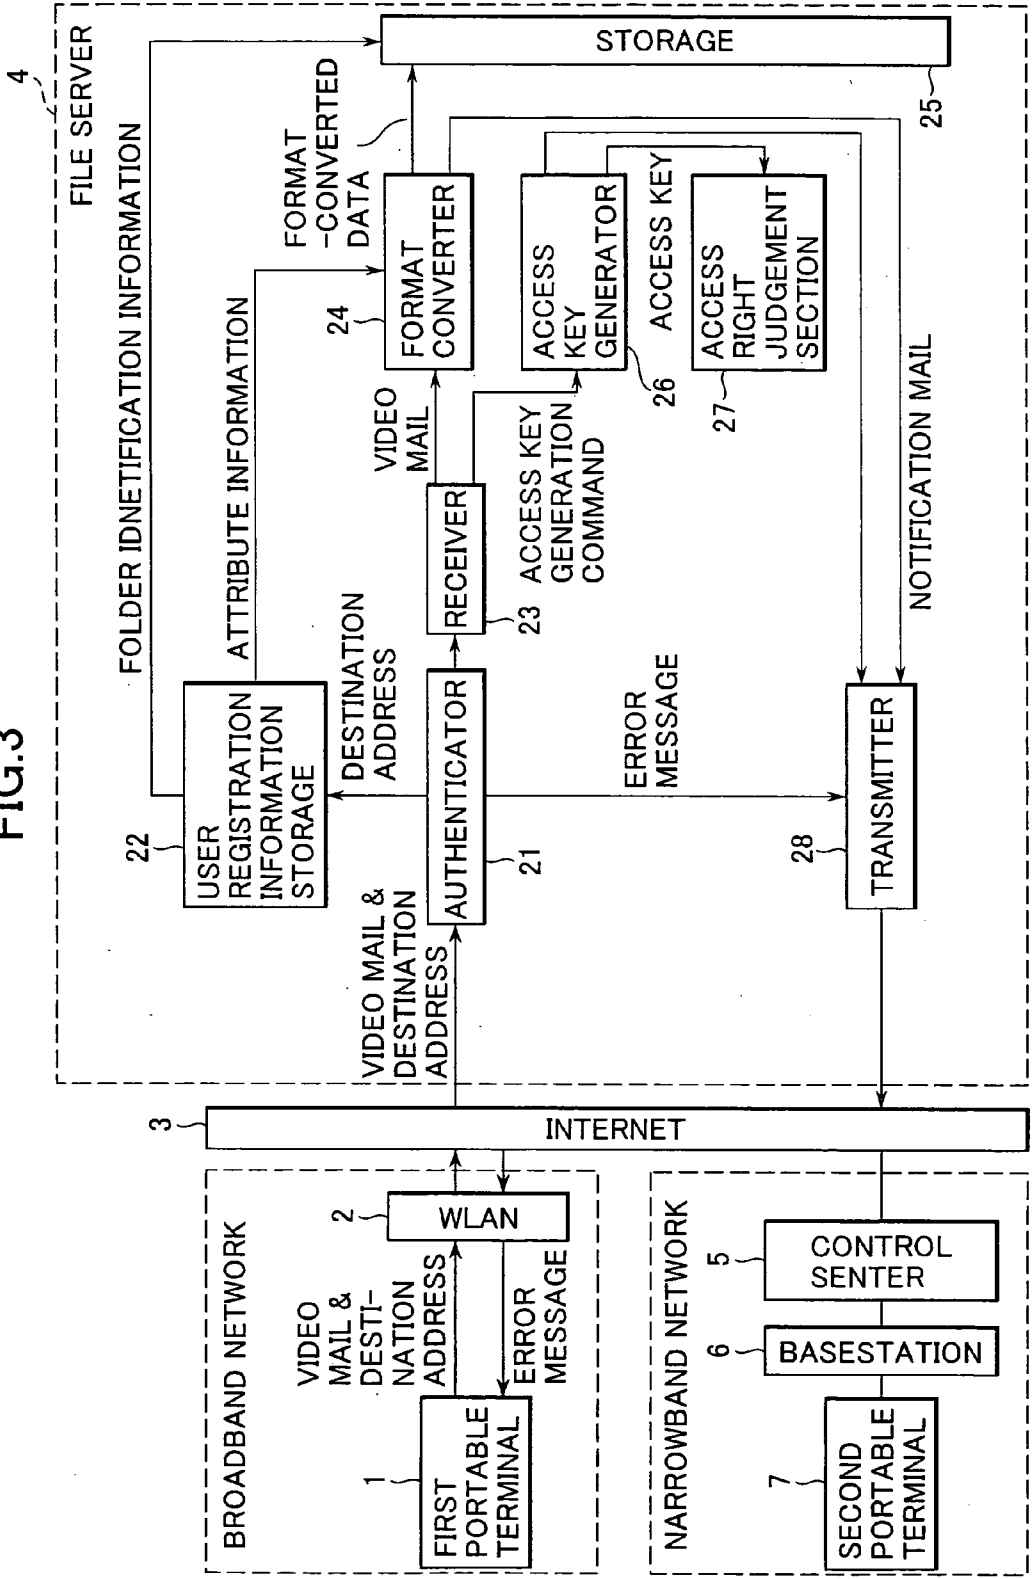 FIG.3
4
FILE SERVER
FOLDER IDNETIFICATION INFORMATION
ATTRIBUTE INFORMATION
FORMAT
-CONVERTED
DATA
STORAGE
25
22
USER
REGISTRATION
INFORMATION
STORAGE
DESTINATION
ADDRESS
VIDEO
MAIL
24
FORMAT
CONVERTER
VIDEO MAIL &
DESTINATION
ADDRESS
AUTHENTICATOR
21
RECEIVER
23
ACCESS KEY
GENERATION
COMMAND
ACCESS
KEY
GENERATOR
26
ACCESS KEY
ACCESS
RIGHT
JUDGEMENT
SECTION
27
ERROR
MESSAGE
28
TRANSMITTER
NOTIFICATION MAIL
3
INTERNET
BROADBAND NETWORK
2
WLAN
VIDEO
MAIL &
DESTI-
NATION
ADDRESS
ERROR
MESSAGE
1
FIRST
PORTABLE
TERMINAL
NARROWBAND NETWORK
5
CONTROL
SENTER
6
BASESTATION
7
SECOND
PORTABLE
TERMINAL